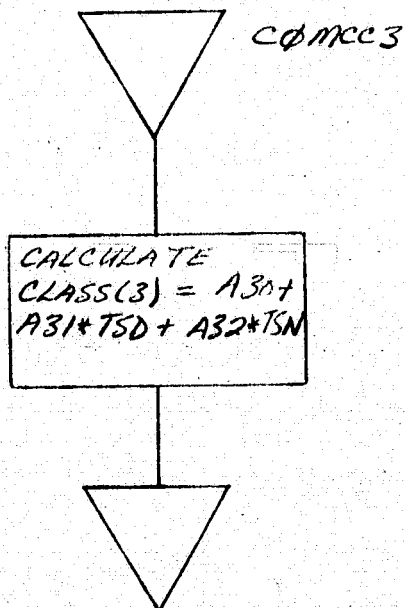 CØMCC3
CALCULATE
CLASS(3) = A30+
A31*TSD + A32*TSN